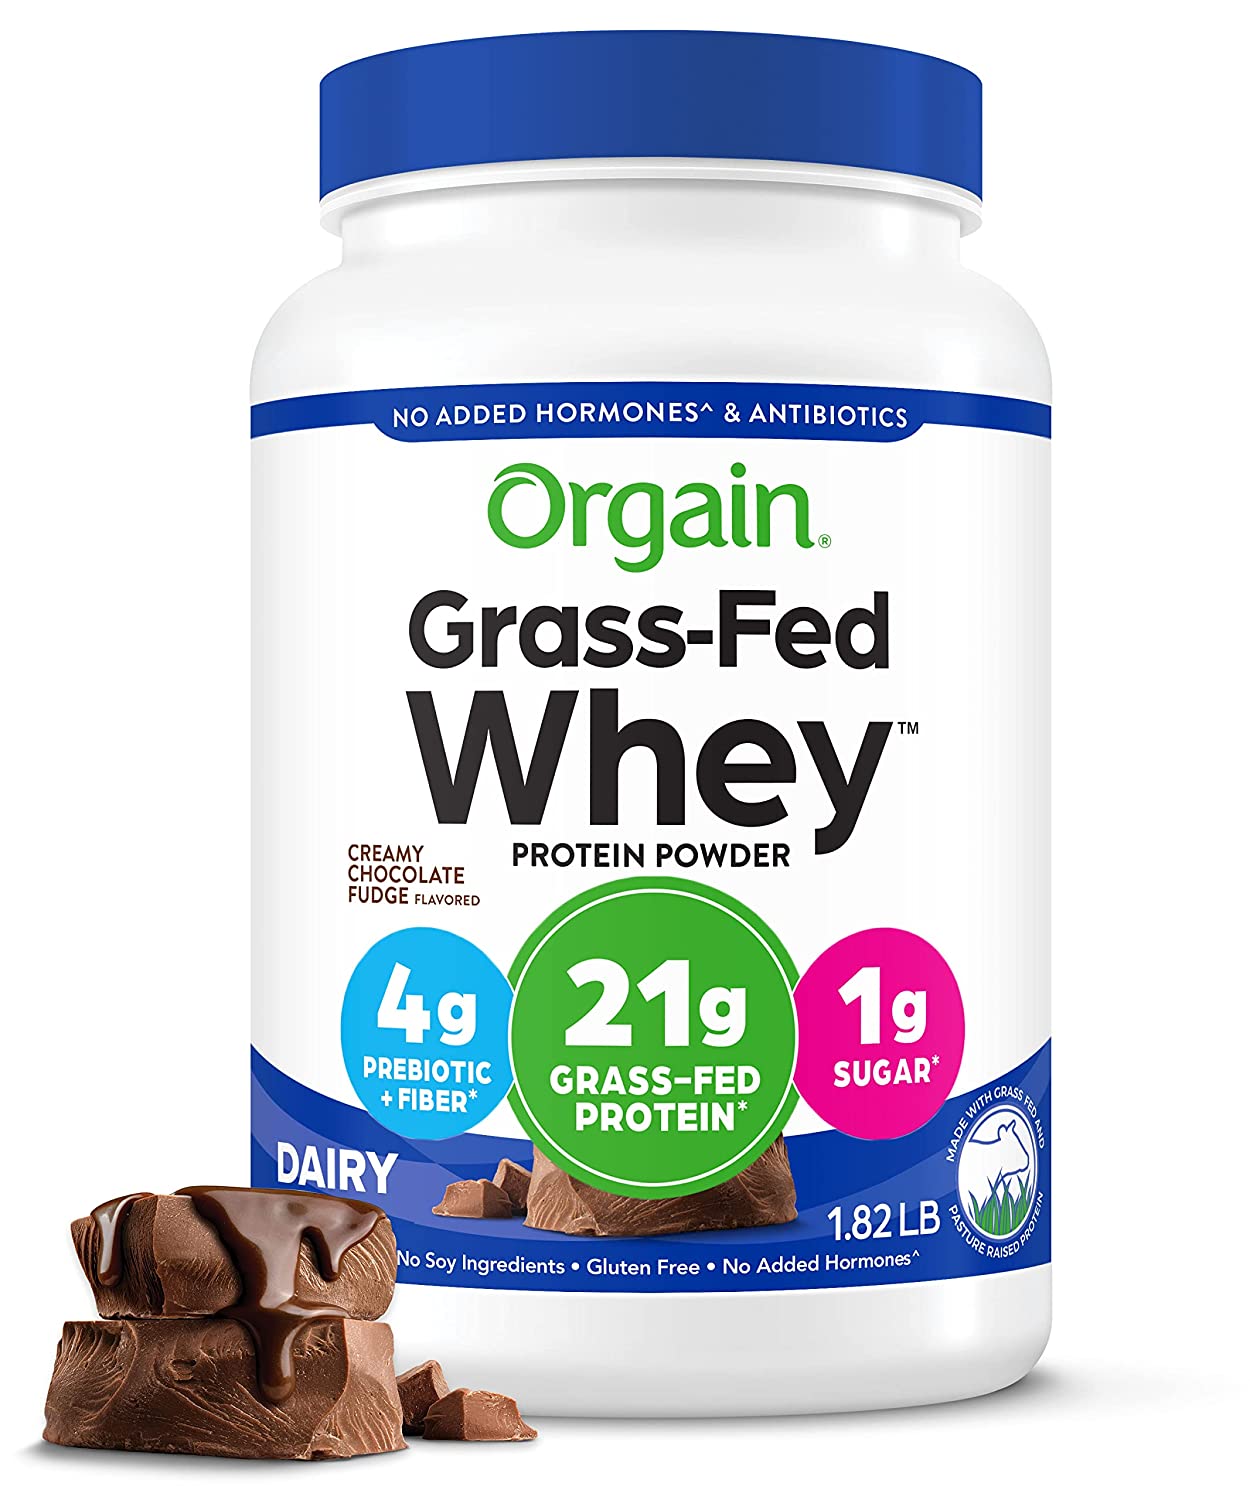 NO ADDED HORMONES^ & ANTIBIOTICS
Orgain®
Grass-Fed
Whey™
PROTEIN POWDER
CREAMY
CHOCOLATE
FUDGE FLAVORED
4g
PREBIOTIC
+ FIBER*
21g
GRASS-FED
PROTEIN*
1g
SUGAR*
DAIRY
1.82 LB
MADE WITH GRASS FED AND
PASTURE RAISED PROTEIN
No Soy Ingredients • Gluten Free • No Added Hormones^